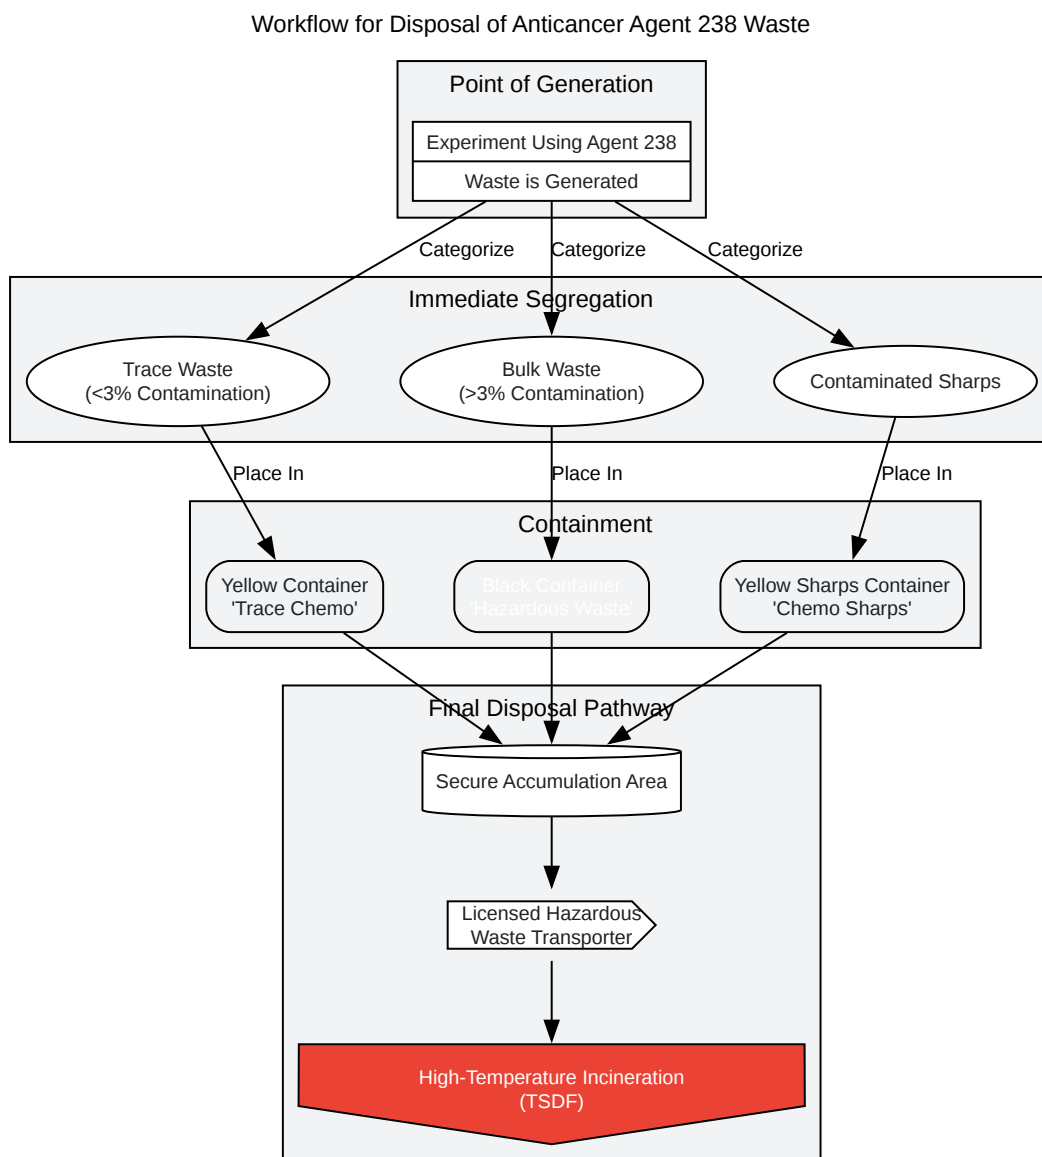 Workflow for Disposal of Anticancer Agent 238 Waste
Point of Generation
Experiment Using Agent 238
Waste is Generated
Categorize
Categorize
Categorize
Immediate Segregation
Trace Waste
(<3% Contamination)
Bulk Waste
(>3% Contamination)
Contaminated Sharps
Place In
Place In
Place In
Containment
Yellow Container
'Trace Chemo'
Black Container
'Hazardous Waste'
Yellow Sharps Container
'Chemo Sharps'
Final Disposal Pathway
Secure Accumulation Area
Licensed Hazardous
Waste Transporter
High-Temperature Incineration
(TSDF)